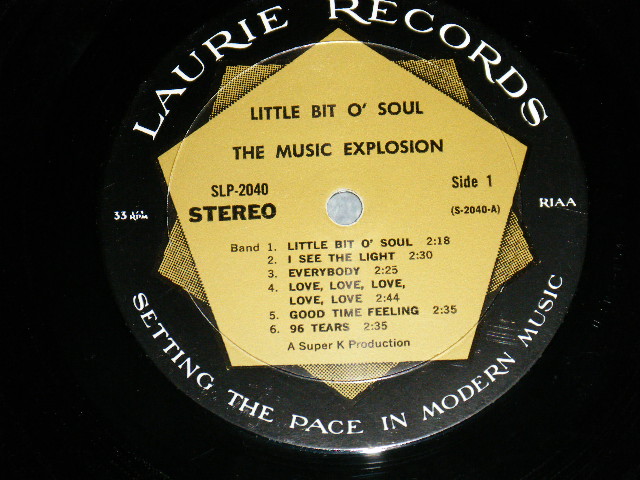 LAURIE RECORDS
LITTLE BIT O' SOUL
THE MUSIC EXPLOSION
SLP-2040
Side 1
STEREO
(S-2040-A)
33 1/3 RPM
RIAA
Band 1. LITTLE BIT O' SOUL 2:18
2. I SEE THE LIGHT 2:30
3. EVERYBODY 2:25
4. LOVE, LOVE, LOVE,
LOVE, LOVE 2:44
5. GOOD TIME FEELING 2:35
6. 96 TEARS 2:35
A Super K Production
SETTING THE PACE IN MODERN MUSIC